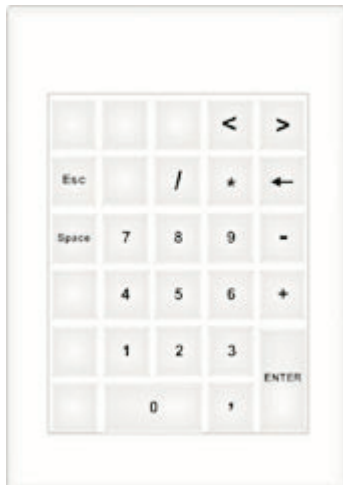 < >
Esc / * ←
Space 7 8 9 -
4 5 6 +
1 2 3
ENTER
0 ,